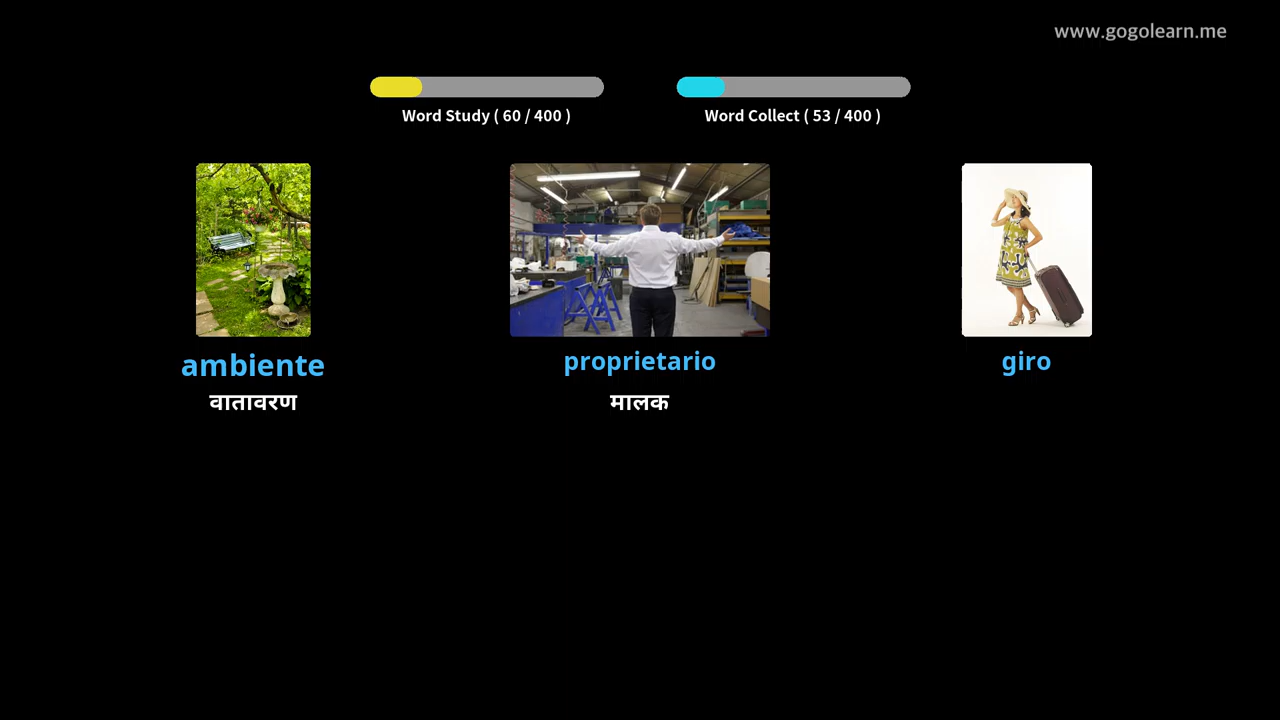 www.gogolearn.me
Word Study ( 60 / 400 )
Word Collect ( 53 / 400 )
ambiente
proprietario
giro
वातावरण
मालक